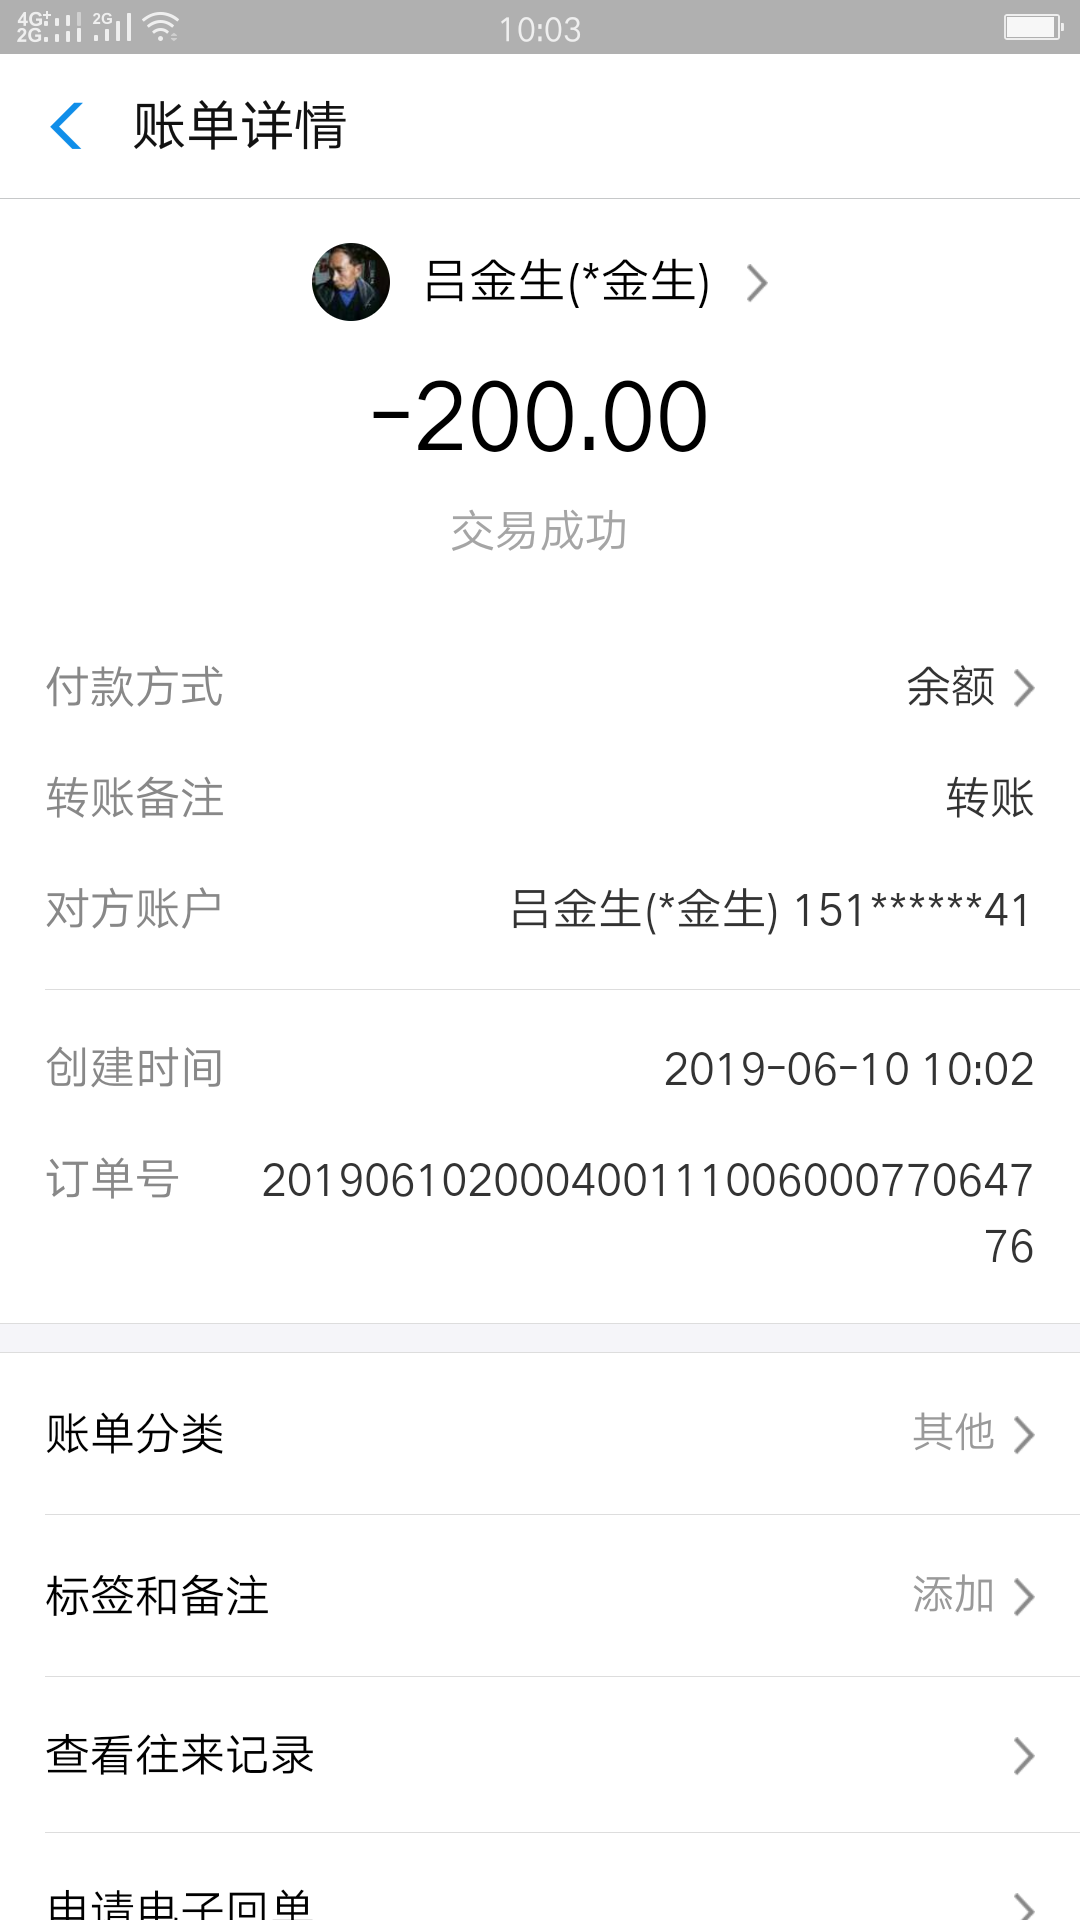 4G+ 2G 2G 10:03
账单详情
吕金生(*金生)
-200.00
交易成功
付款方式 余额
转账备注 转账
对方账户 吕金生(*金生) 151******41
创建时间 2019-06-10 10:02
订单号 201906102000400111006000770647
76
账单分类 其他
标签和备注 添加
查看往来记录
申请电子回单